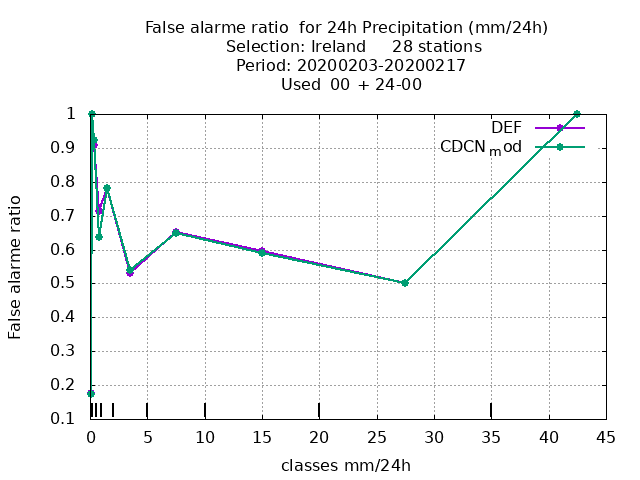 False alarme ratio  for 24h Precipitation (mm/24h)
Selection: Ireland     28 stations
Period: 20200203-20200217
Used  00 + 24-00
DEF
CDCN_mod
False alarme ratio
1
0.9
0.8
0.7
0.6
0.5
0.4
0.3
0.2
0.1
0 5 10 15 20 25 30 35 40 45
classes mm/24h